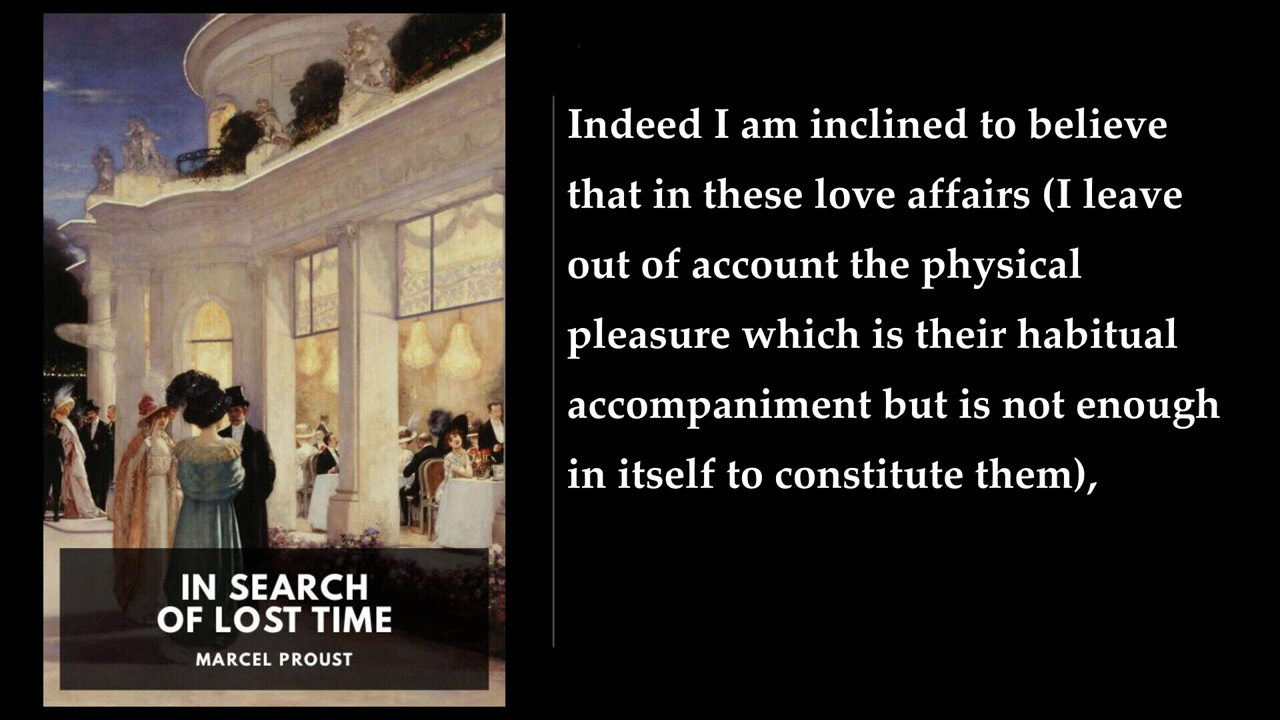 IN SEARCH
OF LOST TIME
MARCEL PROUST
Indeed I am inclined to believe
that in these love affairs (I leave
out of account the physical
pleasure which is their habitual
accompaniment but is not enough
in itself to constitute them),